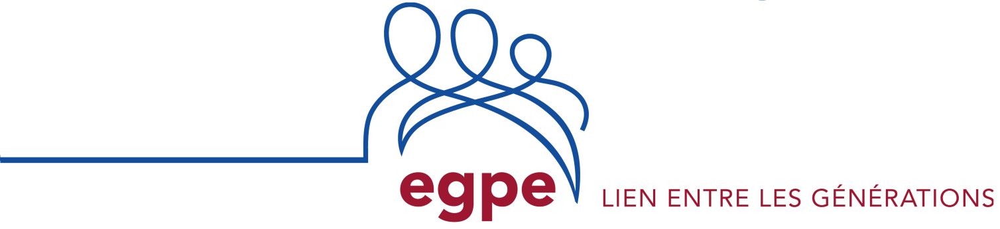 egpe
LIEN ENTRE LES GÉNÉRATIONS